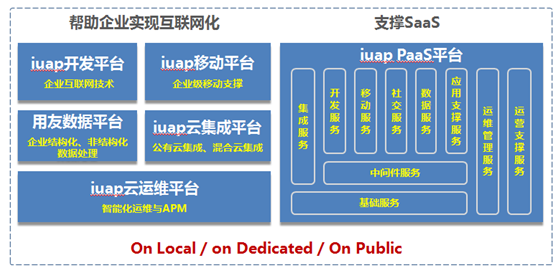 帮助企业实现互联网化
支撑SaaS
iuap开发平台
企业互联网技术
iuap移动平台
企业级移动支撑
用友数据平台
企业结构化、非结构化
数据处理
iuap云集成平台
公有云集成、混合云集成
iuap云运维平台
智能化运维与APM
iuap PaaS平台
集成服务
开发服务
移动服务
社交服务
数据服务
应用支撑服务
运维管理服务
运营支撑服务
中间件服务
基础服务
On Local / on Dedicated / On Public